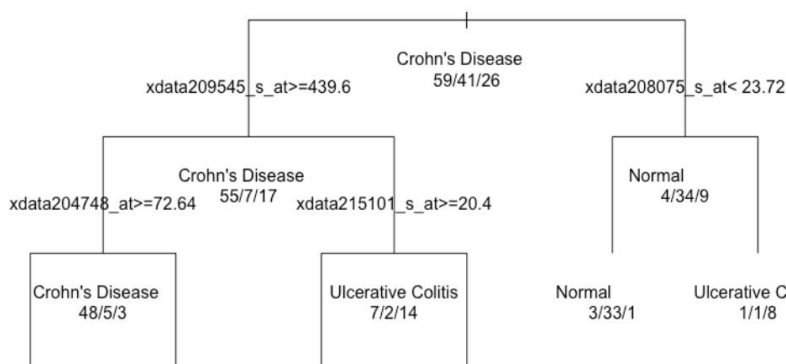 Crohn's Disease
59/41/26
xdata209545_s_at>=439.6
xdata208075_s_at< 23.72
Crohn's Disease
55/7/17
Normal
4/34/9
xdata204748_at>=72.64
xdata215101_s_at>=20.4
Crohn's Disease
48/5/3
Ulcerative Colitis
7/2/14
Normal
3/33/1
Ulcerative C
1/1/8